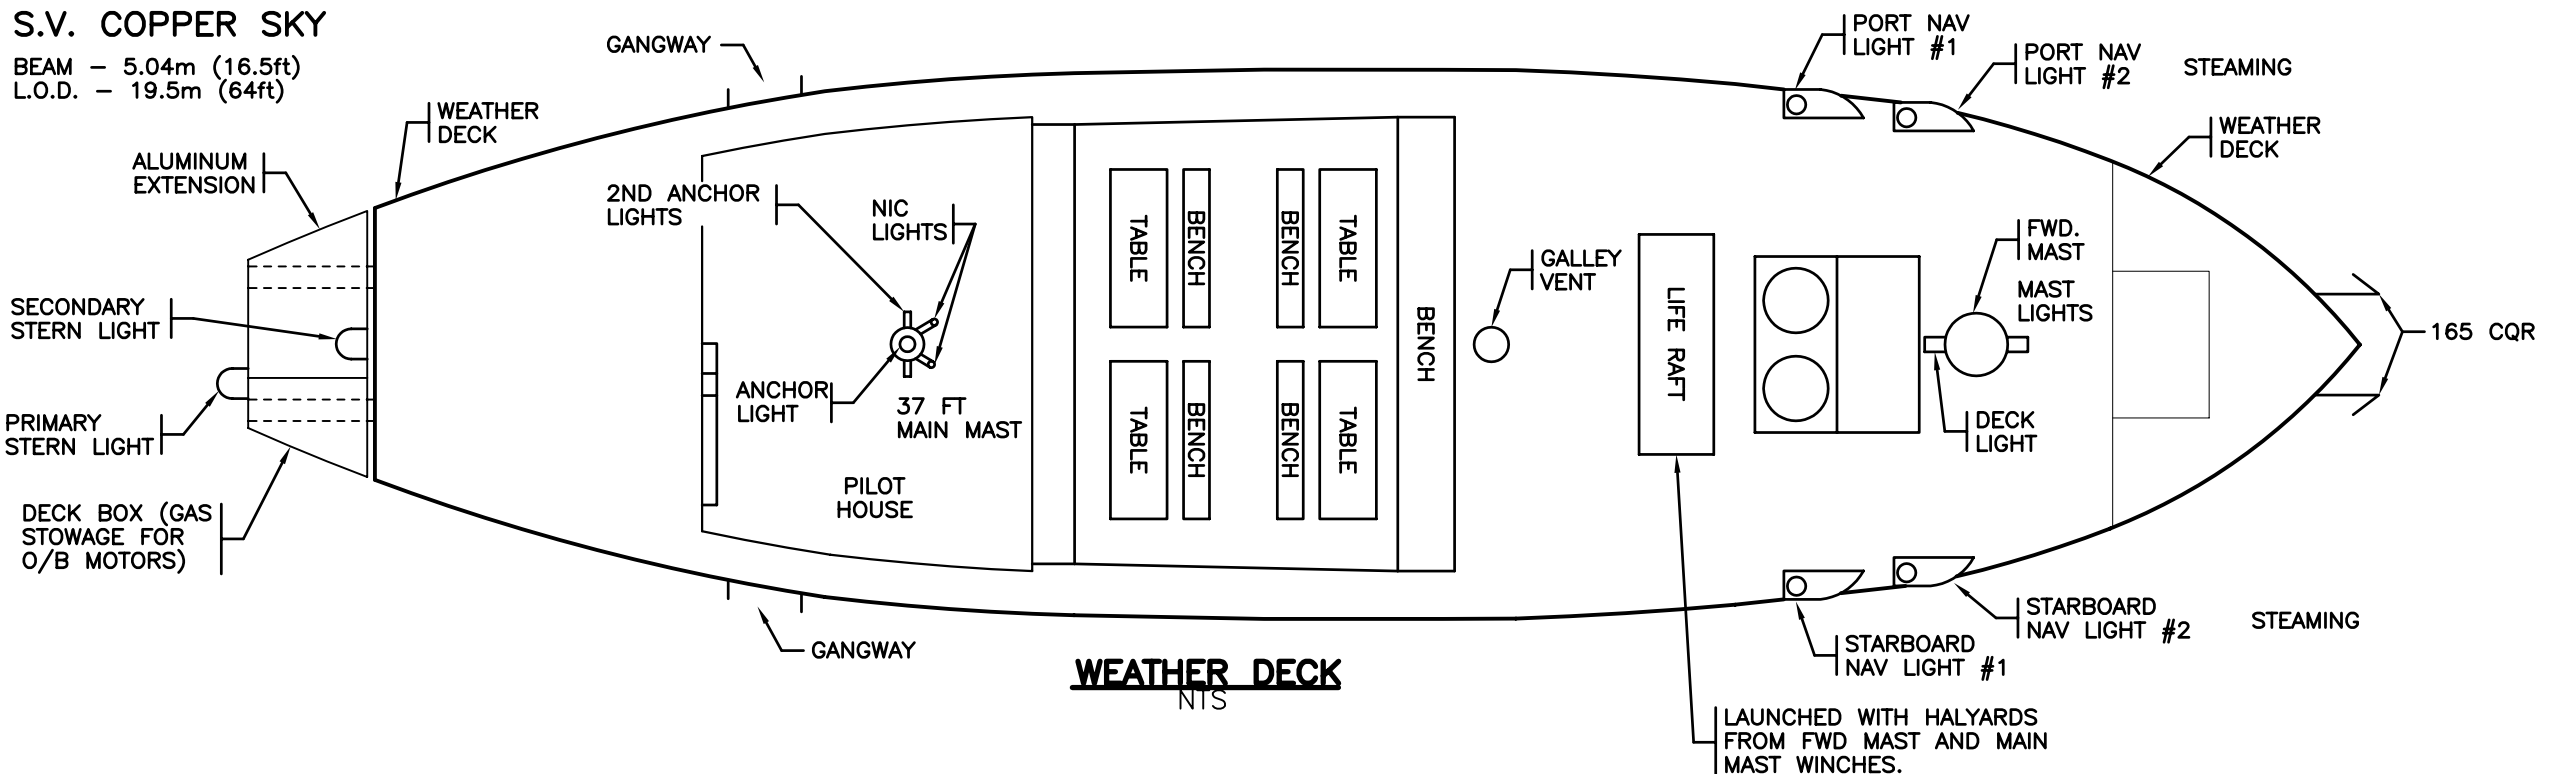 S.V. COPPER SKY
BEAM - 5.04m (16.5ft)
L.O.D. - 19.5m (64ft)
GANGWAY
PORT NAV
LIGHT #1
PORT NAV
LIGHT #2
STEAMING
WEATHER
DECK
WEATHER
DECK
ALUMINUM
EXTENSION
2ND ANCHOR
LIGHTS
NIC
LIGHTS
TABLE
BENCH
BENCH
TABLE
GALLEY
VENT
FWD.
MAST
MAST
LIGHTS
SECONDARY
STERN LIGHT
BENCH
LIFE RAFT
165 CQR
ANCHOR
LIGHT
37 FT
MAIN MAST
TABLE
BENCH
BENCH
TABLE
DECK
LIGHT
PRIMARY
STERN LIGHT
PILOT
HOUSE
DECK BOX (GAS
STOWAGE FOR
O/B MOTORS)
GANGWAY
STARBOARD
NAV LIGHT #2
STEAMING
STARBOARD
NAV LIGHT #1
WEATHER DECK
NTS
LAUNCHED WITH HALYARDS
FROM FWD MAST AND MAIN
MAST WINCHES.